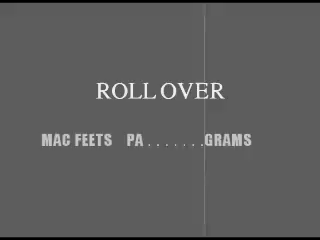 ROLL OVER
MAC FEETS PA . . . . . . .GRAMS